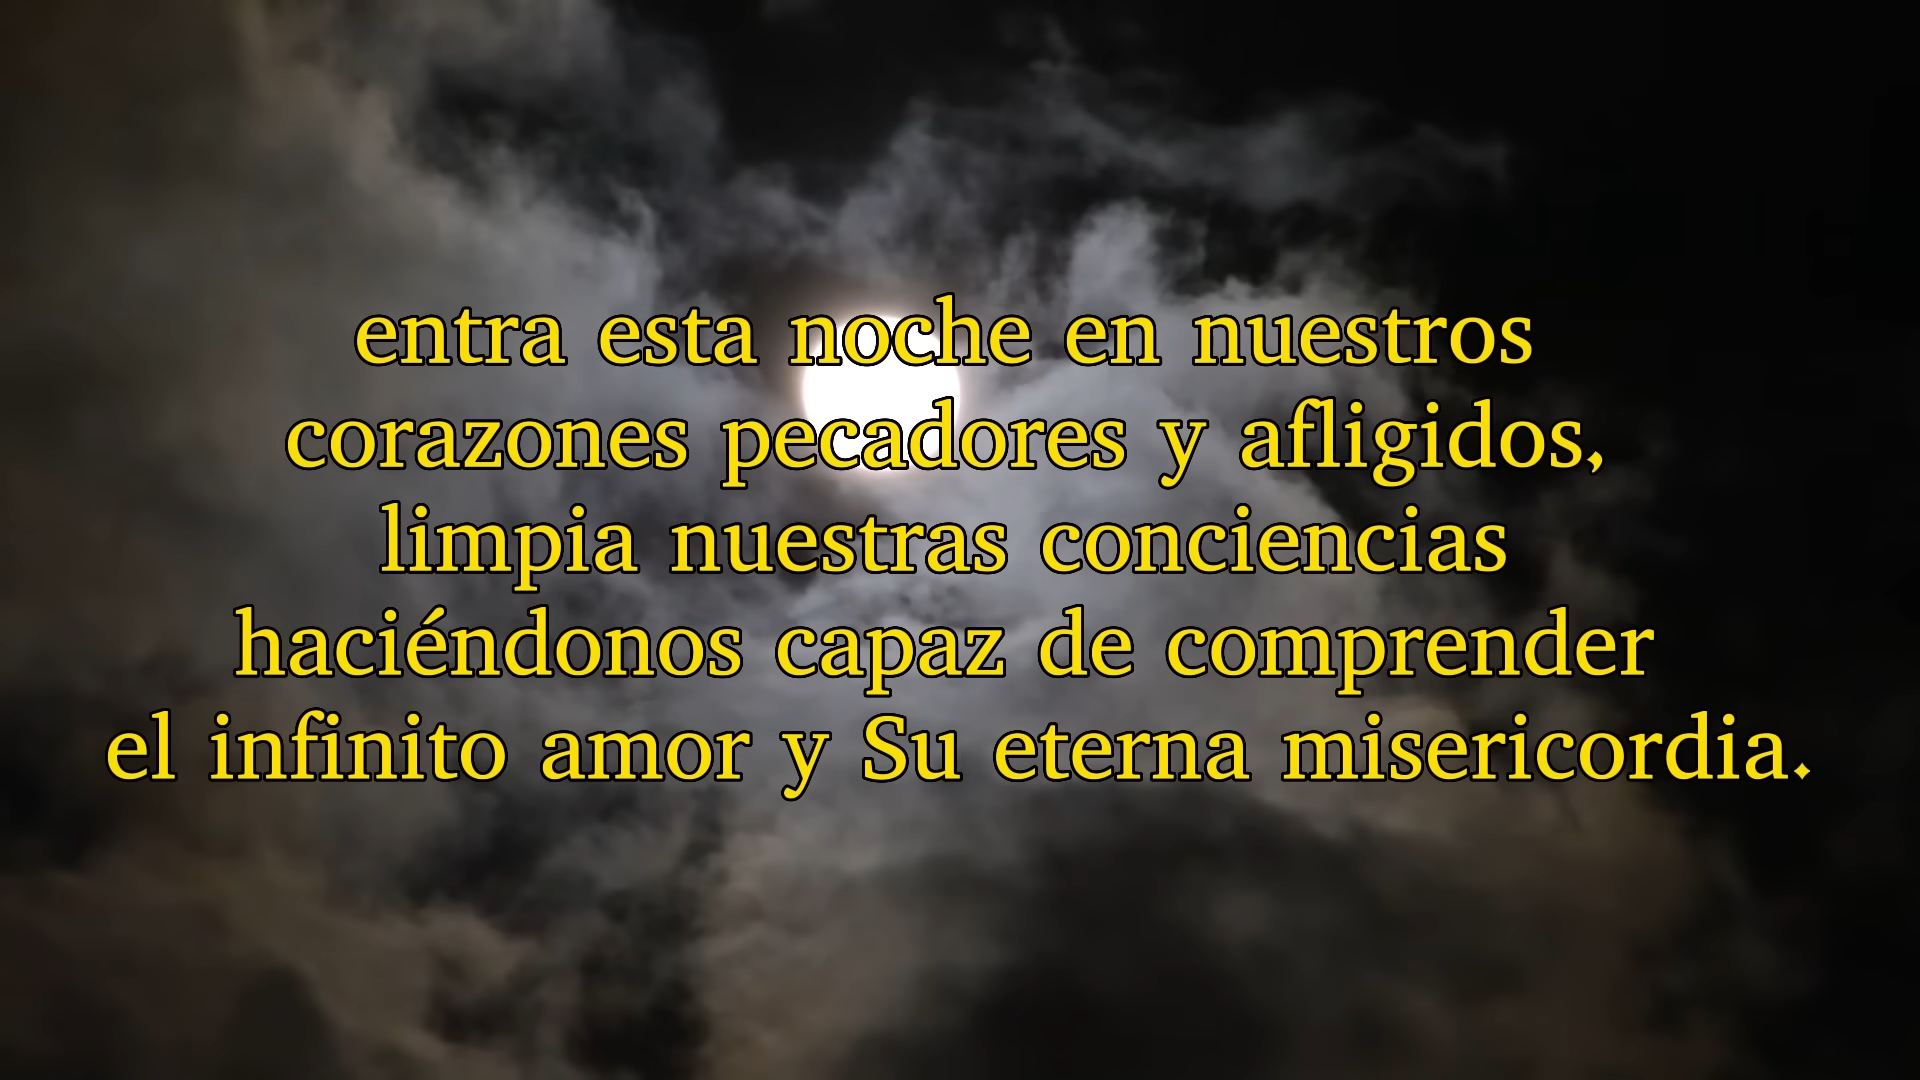 entra esta noche en nuestros
corazones pecadores y afligidos,
limpia nuestras conciencias
haciéndonos capaz de comprender
el infinito amor y Su eterna misericordia.